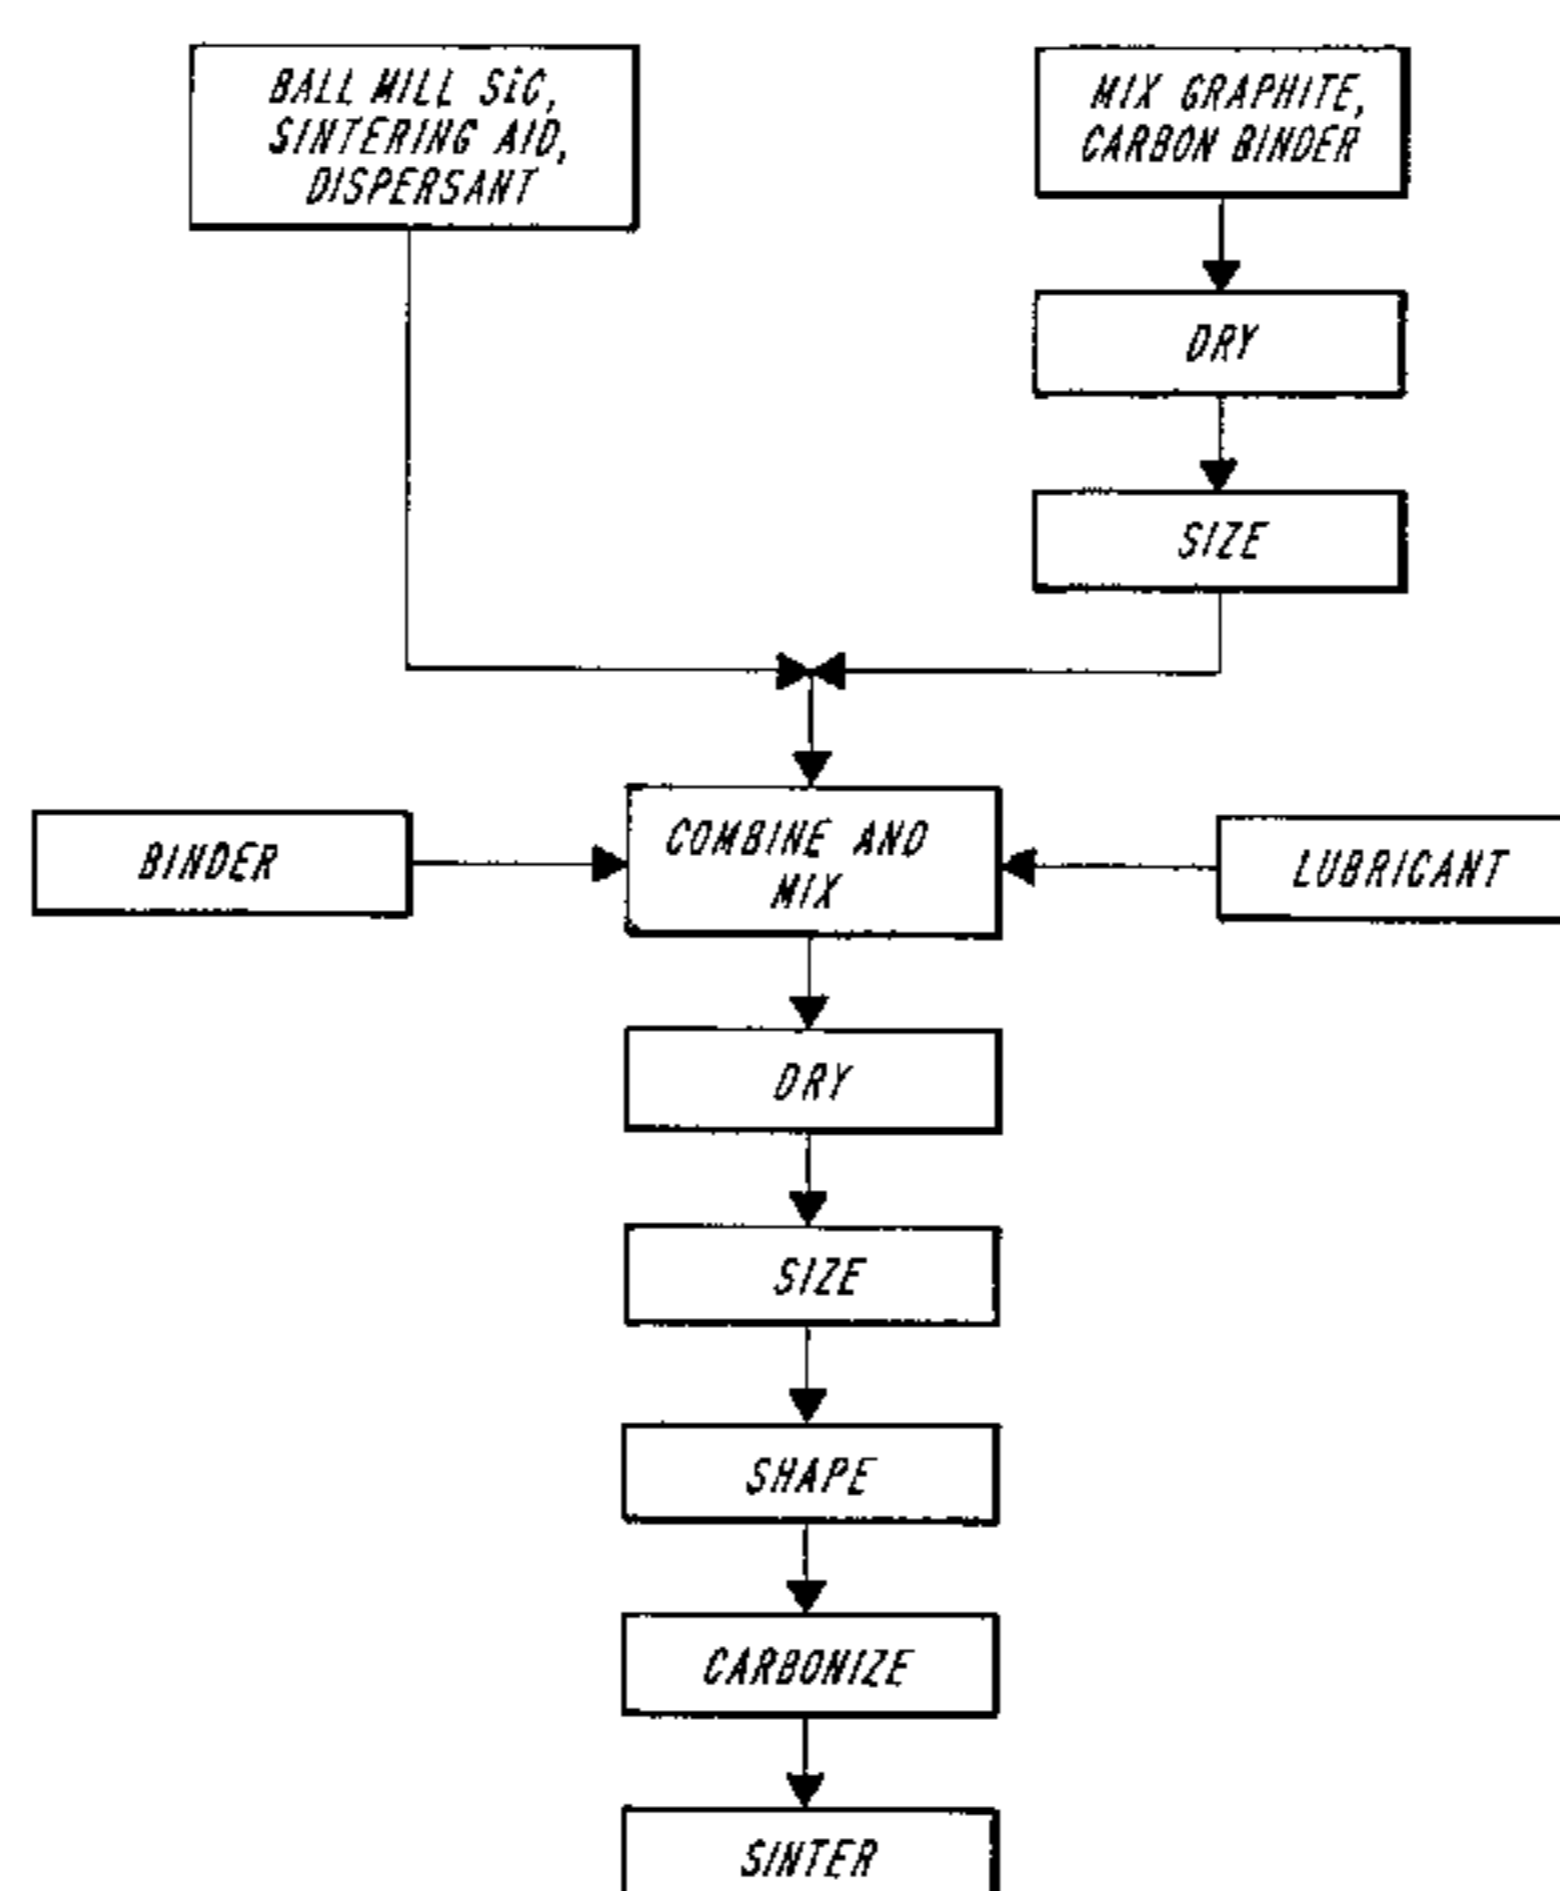 BALL MILL SiC,
SINTERING AID,
DISPERSANT
MIX GRAPHITE,
CARBON BINDER
DRY
SIZE
BINDER
COMBINE AND
MIX
LUBRICANT
DRY
SIZE
SHAPE
CARBONIZE
SINTER